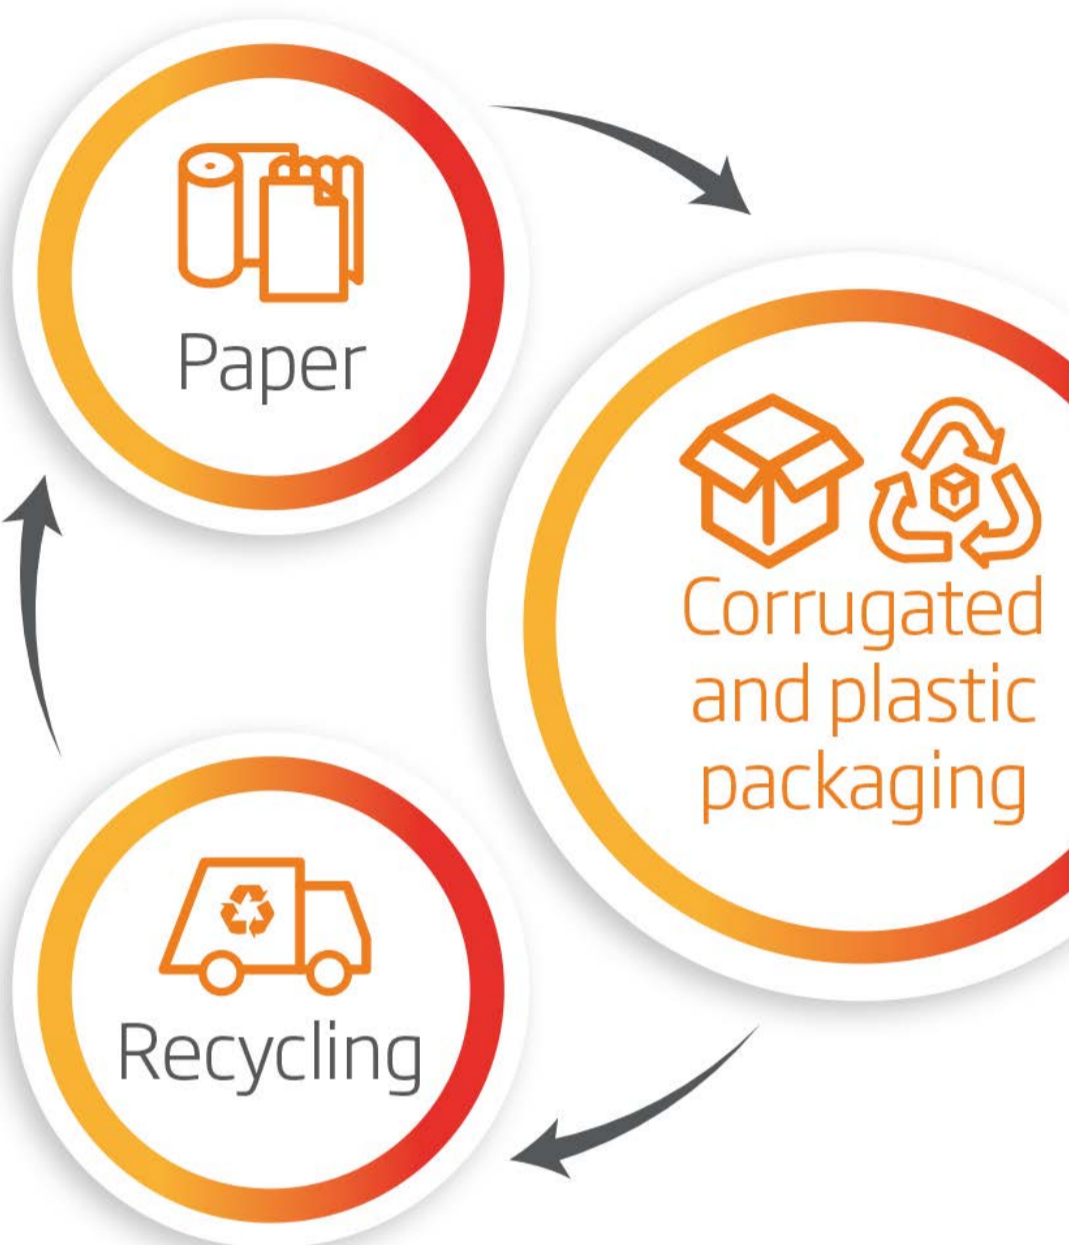 Paper
Corrugated
and plastic
packaging
Recycling